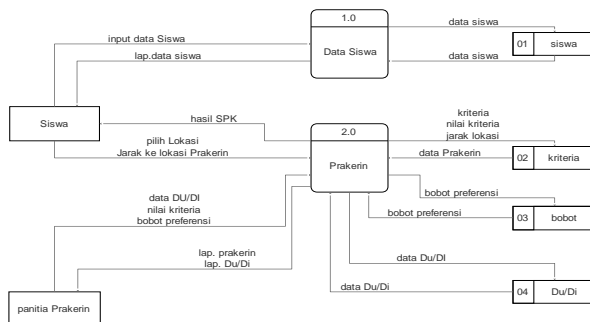 1.0
Data Siswa
input data Siswa
lap.data siswa
data siswa
data siswa
01 siswa
Siswa
hasil SPK
pilih Lokasi
Jarak ke lokasi Prakerin
2.0
Prakerin
kriteria
nilai kriteria
jarak lokasi
data Prakerin
02 kriteria
bobot preferensi
bobot preferensi
03 bobot
data DU/DI
nilai kriteria
bobot preferensi
lap. prakerin
lap. Du/Di
data Du/DI
data Du/Di
04 Du/Di
panitia Prakerin